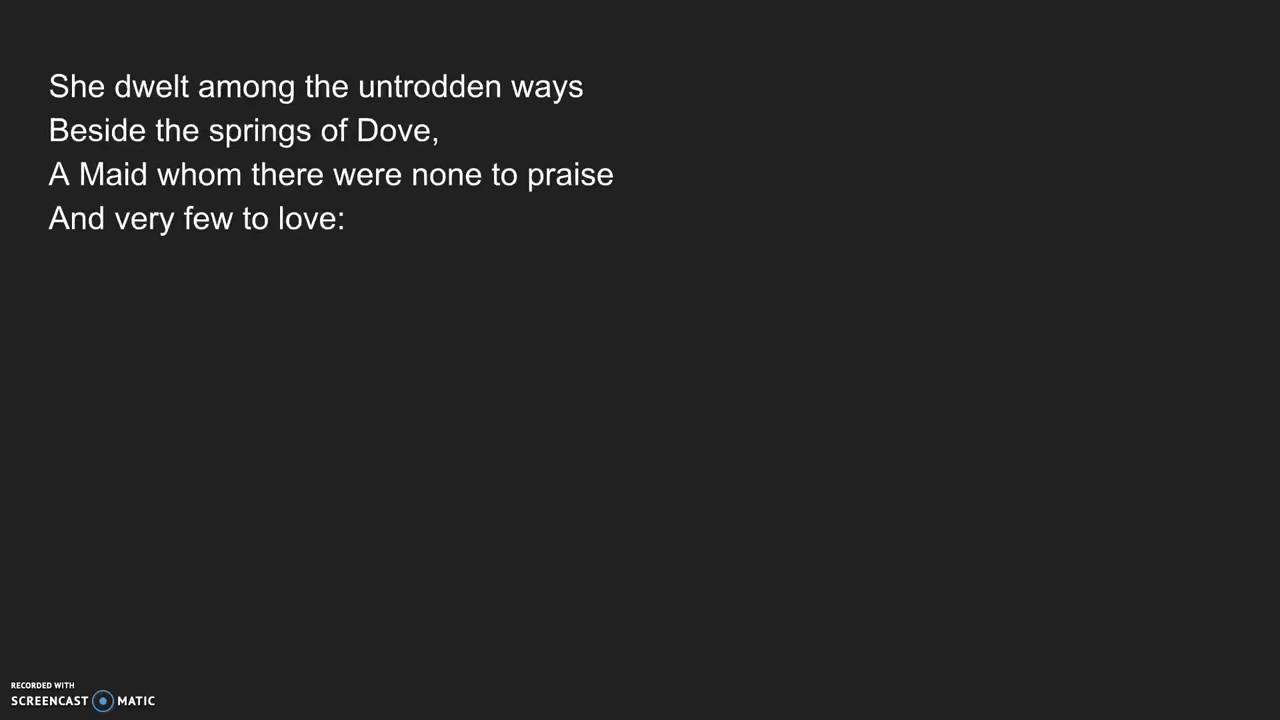 She dwelt among the untrodden ways
Beside the springs of Dove,
A Maid whom there were none to praise
And very few to love:
RECORDED WITH
SCREENCAST MATIC